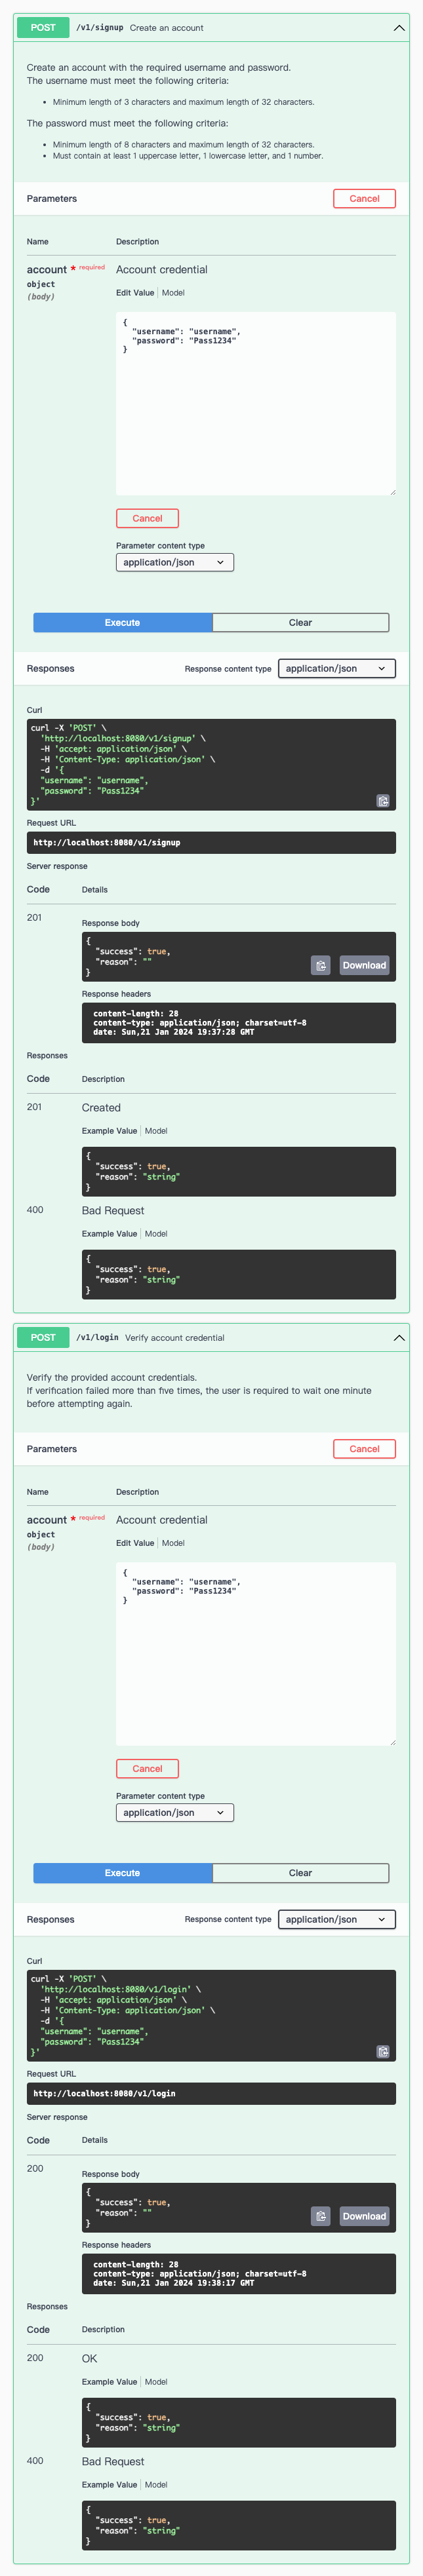 POST /v1/signup Create an account
Create an account with the required username and password.
The username must meet the following criteria:
• Minimum length of 3 characters and maximum length of 32 characters.
The password must meet the following criteria:
• Minimum length of 8 characters and maximum length of 32 characters.
• Must contain at least 1 uppercase letter, 1 lowercase letter, and 1 number.
Parameters Cancel
Name Description
account * required Account credential
object
(body)
Edit Value | Model
{
"username": "username",
"password": "Pass1234"
}
Cancel
Parameter content type
application/json
Execute Clear
Responses Response content type application/json
Curl
curl -X 'POST' \
'http://localhost:8080/v1/signup' \
-H 'accept: application/json' \
-H 'Content-Type: application/json' \
-d '{
"username": "username",
"password": "Pass1234"
}'
Request URL
http://localhost:8080/v1/signup
Server response
Code Details
201
Response body
{
"success": true,
"reason": ""
}
Download
Response headers
content-length: 28
content-type: application/json; charset=utf-8
date: Sun,21 Jan 2024 19:37:28 GMT
Responses
Code Description
201 Created
Example Value | Model
{
"success": true,
"reason": "string"
}
400 Bad Request
Example Value | Model
{
"success": true,
"reason": "string"
}
POST /v1/login Verify account credential
Verify the provided account credentials.
If verification failed more than five times, the user is required to wait one minute
before attempting again.
Parameters Cancel
Name Description
account * required Account credential
object
(body)
Edit Value | Model
{
"username": "username",
"password": "Pass1234"
}
Cancel
Parameter content type
application/json
Execute Clear
Responses Response content type application/json
Curl
curl -X 'POST' \
'http://localhost:8080/v1/login' \
-H 'accept: application/json' \
-H 'Content-Type: application/json' \
-d '{
"username": "username",
"password": "Pass1234"
}'
Request URL
http://localhost:8080/v1/login
Server response
Code Details
200
Response body
{
"success": true,
"reason": ""
}
Download
Response headers
content-length: 28
content-type: application/json; charset=utf-8
date: Sun,21 Jan 2024 19:38:17 GMT
Responses
Code Description
200 OK
Example Value | Model
{
"success": true,
"reason": "string"
}
400 Bad Request
Example Value | Model
{
"success": true,
"reason": "string"
}